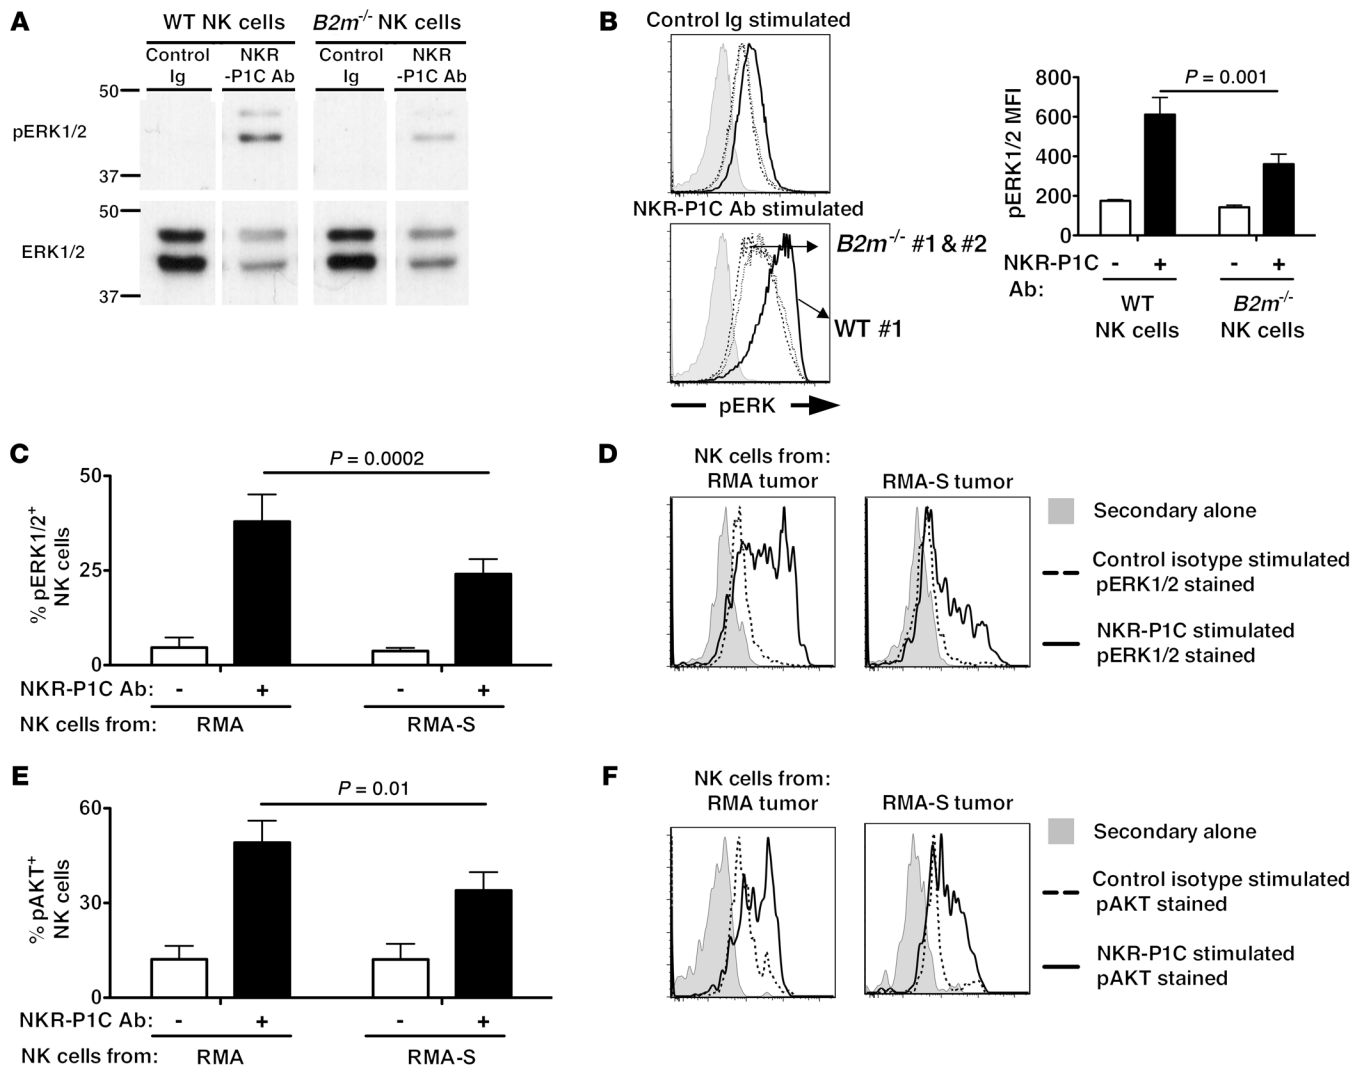 A
WT NK cells
B2m-/- NK cells
Control Ig
NKR -P1C Ab
Control Ig
NKR -P1C Ab
50
pERK1/2
37
50
ERK1/2
37
B
Control Ig stimulated
NKR-P1C Ab stimulated
B2m-/- #1 & #2
WT #1
pERK
P = 0.001
pERK1/2 MFI
800
600
400
200
0
NKR-P1C Ab:
- + - +
WT NK cells
B2m-/- NK cells
C
P = 0.0002
% pERK1/2+ NK cells
50
25
0
NKR-P1C Ab: - + - +
NK cells from: RMA RMA-S
D
NK cells from:
RMA tumor
RMA-S tumor
Secondary alone
Control isotype stimulated
pERK1/2 stained
NKR-P1C stimulated
pERK1/2 stained
E
P = 0.01
% pAKT+ NK cells
60
30
0
NKR-P1C Ab: - + - +
NK cells from: RMA RMA-S
F
NK cells from:
RMA tumor
RMA-S tumor
Secondary alone
Control isotype stimulated
pAKT stained
NKR-P1C stimulated
pAKT stained